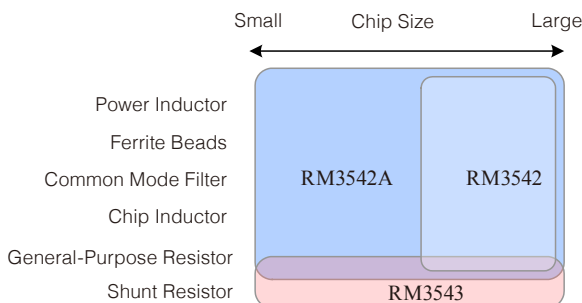 Small Chip Size Large
Power Inductor
Ferrite Beads
Common Mode Filter
RM3542A RM3542
Chip Inductor
General-Purpose Resistor
Shunt Resistor
RM3543